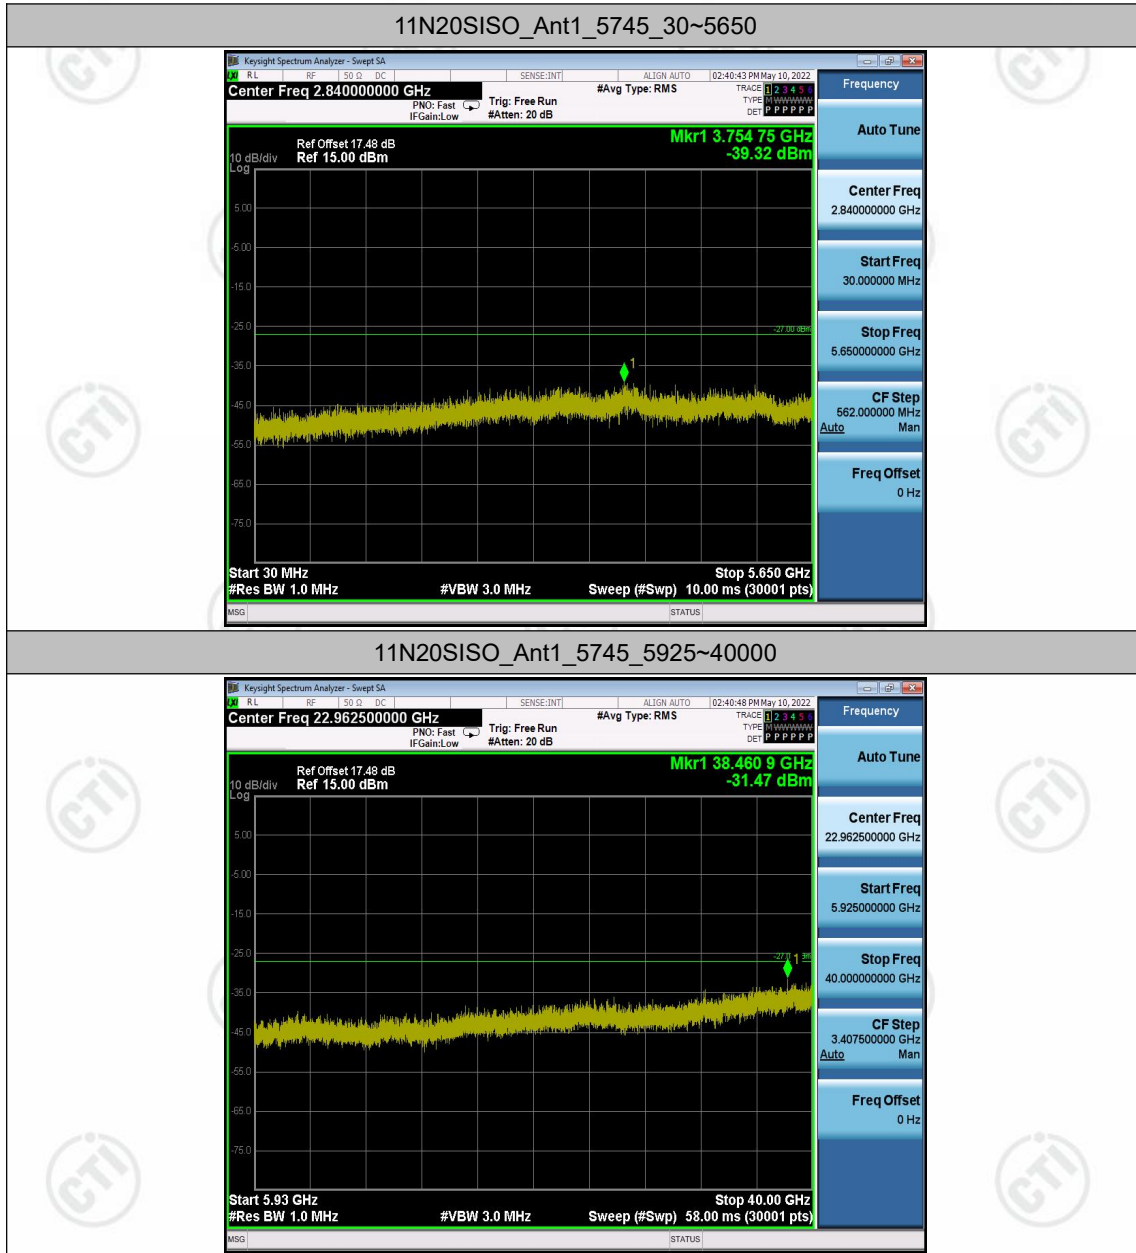 11N20SISO_Ant1_5745_30~5650
Keysight Spectrum Analyzer - Swept SA
LXI RL RF 50 Ω DC SENSE:INT ALIGN AUTO 02:40:43 PM May 10, 2022
Center Freq 2.840000000 GHz #Avg Type: RMS TRACE 1 2 3 4 5 6
PNO: Fast Trig: Free Run TYPE M W W W W W
IFGain:Low #Atten: 20 dB DET P P P P P P
Frequency
Auto Tune
Mkr1 3.754 75 GHz
-39.32 dBm
Ref Offset 17.48 dB
10 dB/div Ref 15.00 dBm
Log
5.00
-5.00
-15.0
-25.0
-27.00 dBm
-35.0
1
-45.0
-55.0
-65.0
-75.0
Center Freq
2.840000000 GHz
Start Freq
30.000000 MHz
Stop Freq
5.650000000 GHz
CF Step
562.000000 MHz
Auto Man
Freq Offset
0 Hz
Start 30 MHz Stop 5.650 GHz
#Res BW 1.0 MHz #VBW 3.0 MHz Sweep (#Swp) 10.00 ms (30001 pts)
MSG STATUS
11N20SISO_Ant1_5745_5925~40000
Keysight Spectrum Analyzer - Swept SA
LXI RL RF 50 Ω DC SENSE:INT ALIGN AUTO 02:40:48 PM May 10, 2022
Center Freq 22.962500000 GHz #Avg Type: RMS TRACE 1 2 3 4 5 6
PNO: Fast Trig: Free Run TYPE M W W W W W
IFGain:Low #Atten: 20 dB DET P P P P P P
Frequency
Auto Tune
Mkr1 38.460 9 GHz
-31.47 dBm
Ref Offset 17.48 dB
10 dB/div Ref 15.00 dBm
Log
5.00
-5.00
-15.0
-25.0
1
-35.0
-45.0
-55.0
-65.0
-75.0
Center Freq
22.962500000 GHz
Start Freq
5.925000000 GHz
Stop Freq
40.000000000 GHz
CF Step
3.407500000 GHz
Auto Man
Freq Offset
0 Hz
Start 5.93 GHz Stop 40.00 GHz
#Res BW 1.0 MHz #VBW 3.0 MHz Sweep (#Swp) 58.00 ms (30001 pts)
MSG STATUS
CTI
CTI
CTI
CTI